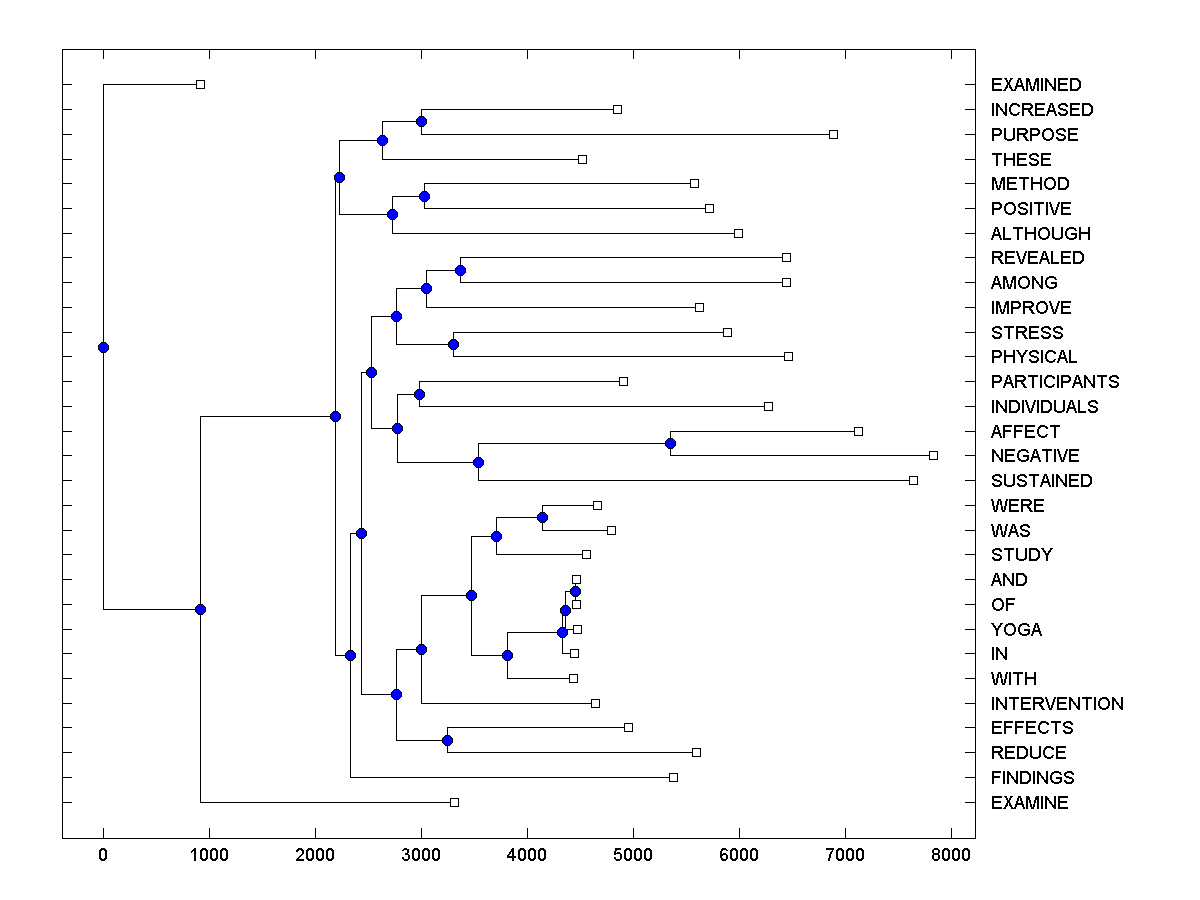 EXAMINED
INCREASED
PURPOSE
THESE
METHOD
POSITIVE
ALTHOUGH
REVEALED
AMONG
IMPROVE
STRESS
PHYSICAL
PARTICIPANTS
INDIVIDUALS
AFFECT
NEGATIVE
SUSTAINED
WERE
WAS
STUDY
AND
OF
YOGA
IN
WITH
INTERVENTION
EFFECTS
REDUCE
FINDINGS
EXAMINE
0 1000 2000 3000 4000 5000 6000 7000 8000